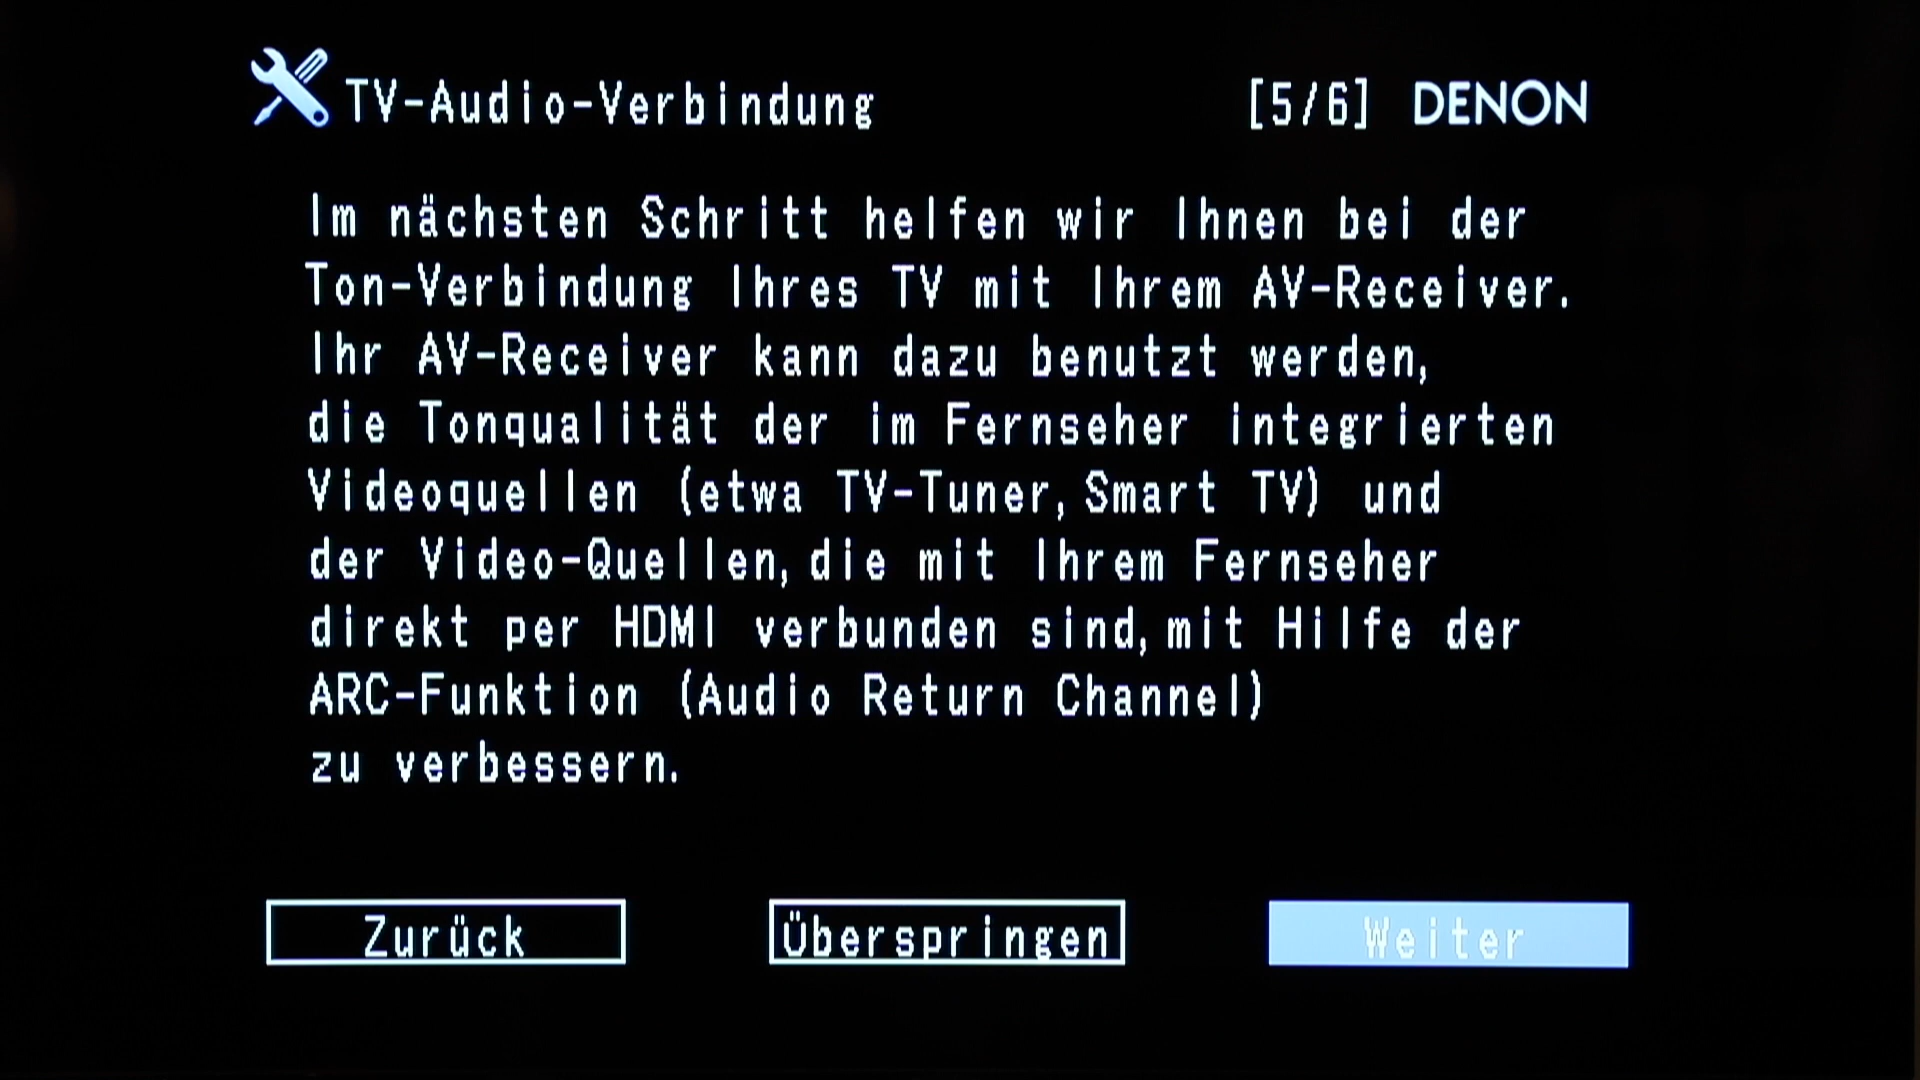 TV-Audio-Verbindung [5/6] DENON
Im nächsten Schritt helfen wir Ihnen bei der
Ton-Verbindung Ihres TV mit Ihrem AV-Receiver.
Ihr AV-Receiver kann dazu benutzt werden,
die Tonqualität der im Fernseher integrierten
Videoquellen (etwa TV-Tuner, Smart TV) und
der Video-Quellen, die mit Ihrem Fernseher
direkt per HDMI verbunden sind, mit Hilfe der
ARC-Funktion (Audio Return Channel)
zu verbessern.
Zurück Überspringen Weiter